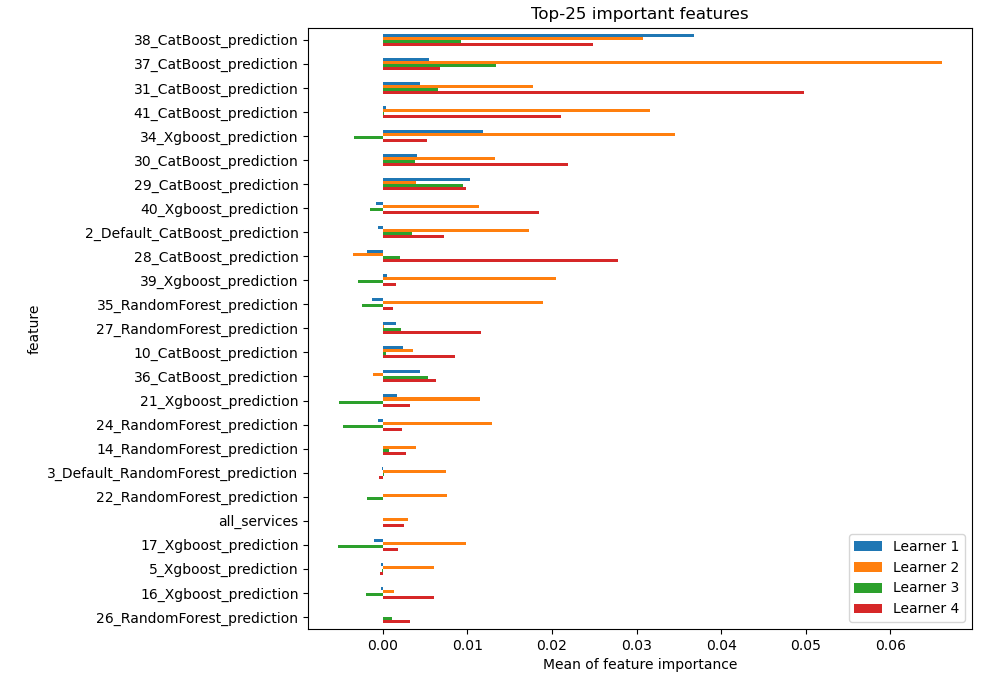 Top-25 important features
feature
38_CatBoost_prediction
37_CatBoost_prediction
31_CatBoost_prediction
41_CatBoost_prediction
34_Xgboost_prediction
30_CatBoost_prediction
29_CatBoost_prediction
40_Xgboost_prediction
2_Default_CatBoost_prediction
28_CatBoost_prediction
39_Xgboost_prediction
35_RandomForest_prediction
27_RandomForest_prediction
10_CatBoost_prediction
36_CatBoost_prediction
21_Xgboost_prediction
24_RandomForest_prediction
14_RandomForest_prediction
3_Default_RandomForest_prediction
22_RandomForest_prediction
all_services
17_Xgboost_prediction
5_Xgboost_prediction
16_Xgboost_prediction
26_RandomForest_prediction
Learner 1
Learner 2
Learner 3
Learner 4
0.00 0.01 0.02 0.03 0.04 0.05 0.06
Mean of feature importance